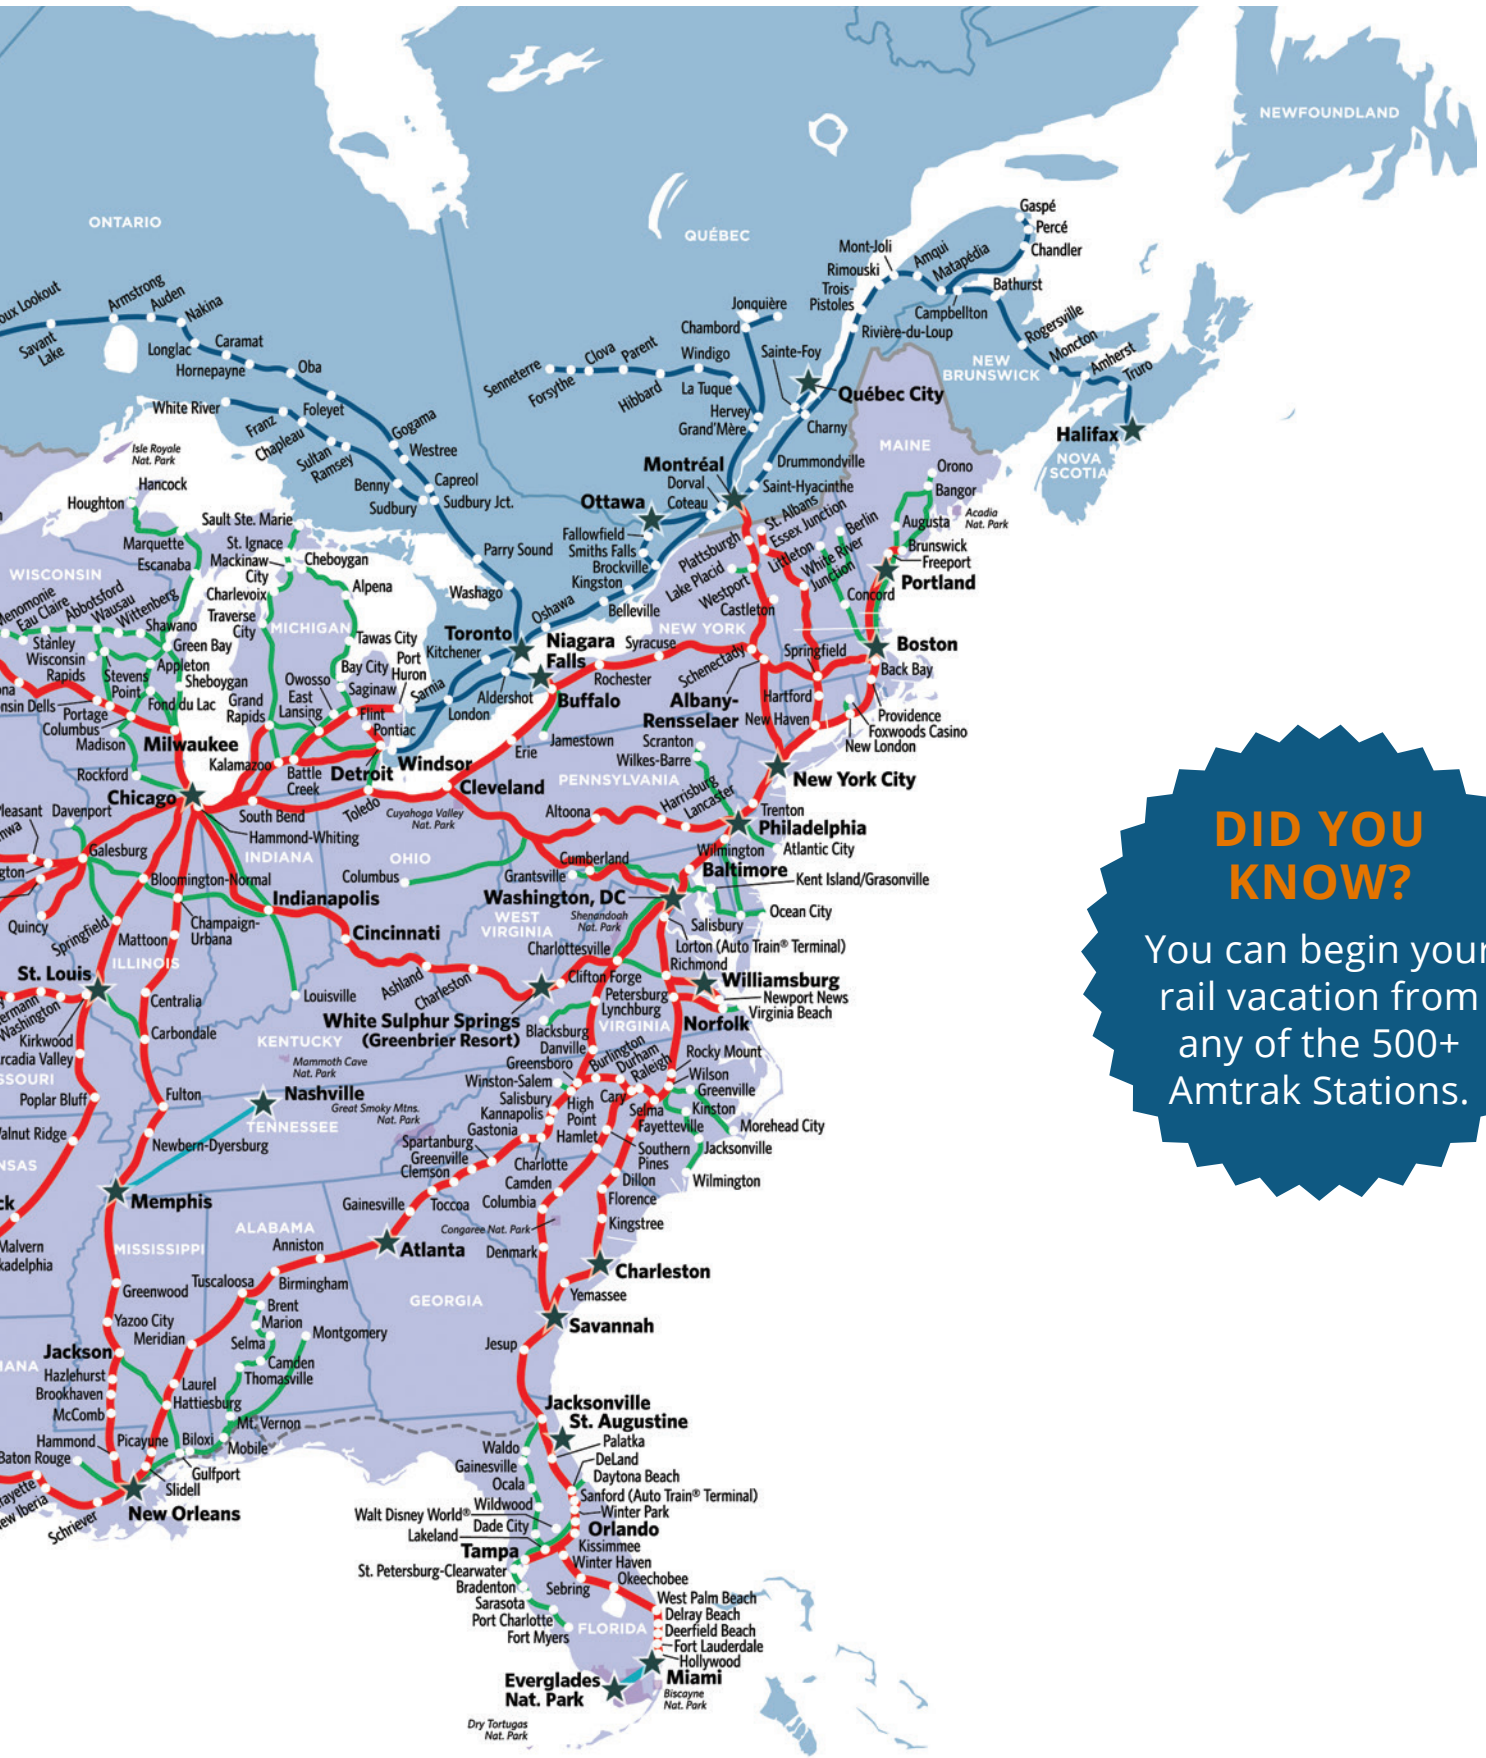 NEWFOUNDLAND
ONTARIO
QUÉBEC
Gaspé
Percé
Chandler
Mont-Joli
Amqui
Matapédia
Rimouski
Trois-
Pistoles
Bathurst
Campbellton
Rivière-du-Loup
Rogersville
Moncton
Amherst
Truro
NEW
BRUNSWICK
Halifax
NOVA
SCOTIA
Jonquière
Chambord
Sainte-Foy
Québec City
Charny
Senneterre
Forsythe
Clova
Parent
Hibbard
Windigo
La Tuque
Hervey
Grand'Mère
Drummondville
Saint-Hyacinthe
Montréal
Dorval
Coteau
Ottawa
Fallowfield
Smiths Falls
Brockville
Kingston
Belleville
Oshawa
Lookout
Savant
Lake
Armstrong
Auden
Nakina
Longlac
Caramat
Hornepayne
Oba
White River
Franz
Foleyet
Chapleau
Sultan
Ramsey
Gogama
Westree
Benny
Capreol
Sudbury
Sudbury Jct.
Parry Sound
Washago
Toronto
Kitchener
Niagara
Falls
Aldershot
London
Sarnia
Windsor
Isle Royale
Nat. Park
Hancock
Houghton
Marquette
Escanaba
Sault Ste. Marie
St. Ignace
Mackinaw
City
Cheboygan
Charlevoix
Alpena
Traverse
City
MICHIGAN
Tawas City
Bay City
Port
Huron
Saginaw
Owosso
East
Lansing
Grand
Rapids
Flint
Pontiac
Kalamazoo
Battle
Creek
Detroit
WISCONSIN
Menomonie
Eau Claire
Abbotsford
Wausau
Wittenberg
Stanley
Wisconsin
Rapids
Shawano
Green Bay
Appleton
Stevens
Point
Sheboygan
Fond du Lac
Portage
Columbus
Madison
Milwaukee
Rockford
Chicago
South Bend
Hammond-Whiting
Toledo
Cleveland
Cuyahoga Valley
Nat. Park
Davenport
Galesburg
Bloomington-Normal
INDIANA
OHIO
Columbus
Indianapolis
Quincy
Springfield
Mattoon
Champaign-
Urbana
ILLINOIS
Cincinnati
St. Louis
Washington
Kirkwood
Centralia
Carbondale
Louisville
Ashland
Charleston
White Sulphur Springs
(Greenbrier Resort)
KENTUCKY
Mammoth Cave
Nat. Park
Poplar Bluff
Fulton
Nashville
TENNESSEE
Great Smoky Mtns.
Nat. Park
Newbern-Dyersburg
Memphis
Malvern
MAINE
Orono
Bangor
Augusta
Acadia
Nat. Park
Brunswick
Freeport
Portland
Berlin
St. Albans
Essex Junction
Littleton
White River
Junction
Concord
Plattsburgh
Lake Placid
Westport
Castleton
NEW YORK
Syracuse
Rochester
Buffalo
Schenectady
Springfield
Boston
Back Bay
Albany-
Rensselaer
Hartford
New Haven
Providence
Foxwoods Casino
New London
Erie
Jamestown
Scranton
Wilkes-Barre
PENNSYLVANIA
New York City
Altoona
Harrisburg
Lancaster
Trenton
Philadelphia
Wilmington
Atlantic City
Baltimore
Kent Island/Grasonville
Cumberland
Grantsville
Washington, DC
Ocean City
Salisbury
WEST
VIRGINIA
Shenandoah
Nat. Park
Charlottesville
Lorton (Auto Train® Terminal)
Richmond
Clifton Forge
Williamsburg
Petersburg
Newport News
Virginia Beach
Lynchburg
Norfolk
Blacksburg
VIRGINIA
Danville
Greensboro
Burlington
Durham
Raleigh
Rocky Mount
Wilson
Greenville
Winston-Salem
Salisbury
Kannapolis
Gastonia
High
Point
Cary
Selma
Kinston
Fayetteville
Morehead City
Hamlet
Southern
Pines
Jacksonville
Wilmington
Spartanburg
Greenville
Clemson
Charlotte
Camden
Dillon
Florence
Gainesville
Toccoa
Columbia
Kingstree
Congaree Nat. Park
Denmark
Atlanta
Charleston
Yemassee
Savannah
GEORGIA
Jesup
ALABAMA
Anniston
Birmingham
Tuscaloosa
MISSISSIPPI
Greenwood
Brent
Marion
Yazoo City
Meridian
Selma
Montgomery
Jackson
Camden
Thomasville
Hazlehurst
Brookhaven
McComb
Laurel
Hattiesburg
Mt. Vernon
Hammond
Picayune
Biloxi
Mobile
Baton Rouge
Gulfport
Slidell
New Iberia
Schriever
New Orleans
Jacksonville
St. Augustine
Palatka
Waldo
Gainesville
DeLand
Daytona Beach
Ocala
Sanford (Auto Train® Terminal)
Wildwood
Winter Park
Walt Disney World®
Dade City
Orlando
Lakeland
Kissimmee
Tampa
Winter Haven
St. Petersburg-Clearwater
Okeechobee
Bradenton
Sebring
Sarasota
West Palm Beach
Port Charlotte
Delray Beach
Fort Myers
FLORIDA
Deerfield Beach
Fort Lauderdale
Hollywood
Everglades
Nat. Park
Miami
Biscayne
Nat. Park
Dry Tortugas
Nat. Park
DID YOU
KNOW?
You can begin your
rail vacation from
any of the 500+
Amtrak Stations.